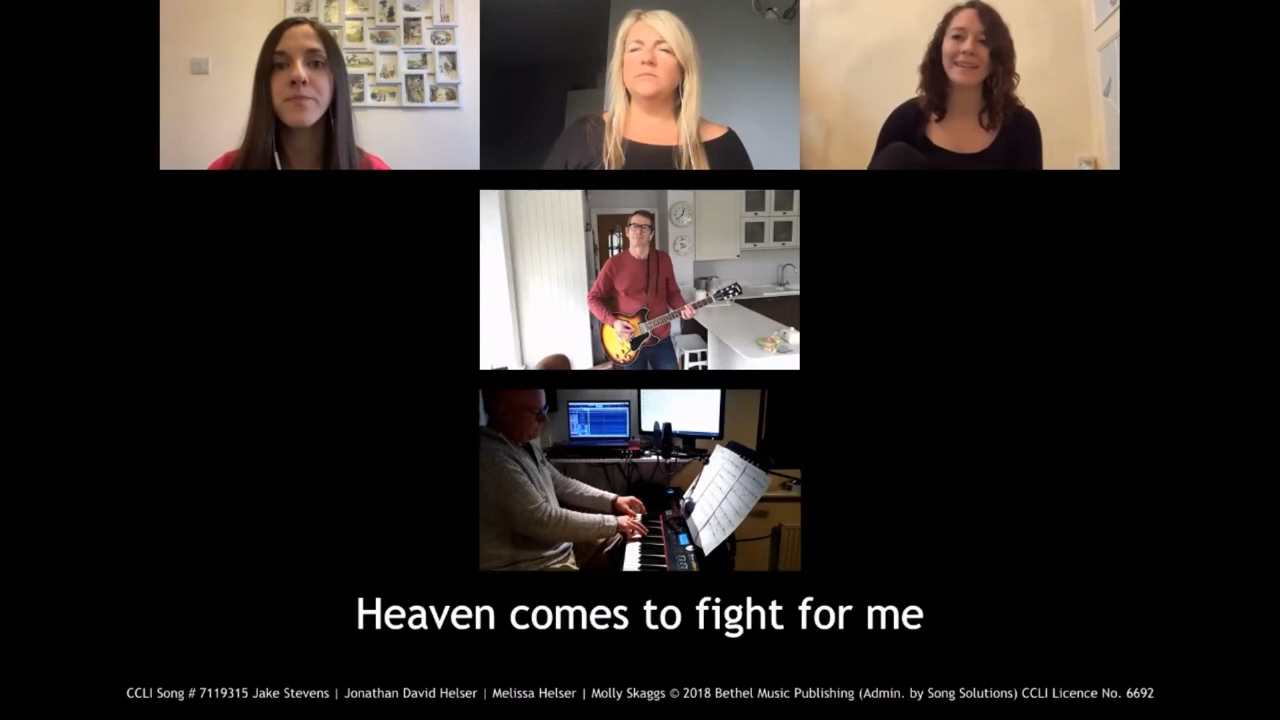 Heaven comes to fight for me
CCLI Song # 7119315 Jake Stevens | Jonathan David Helser | Melissa Helser | Molly Skaggs © 2018 Bethel Music Publishing (Admin. by Song Solutions) CCLI Licence No. 6692